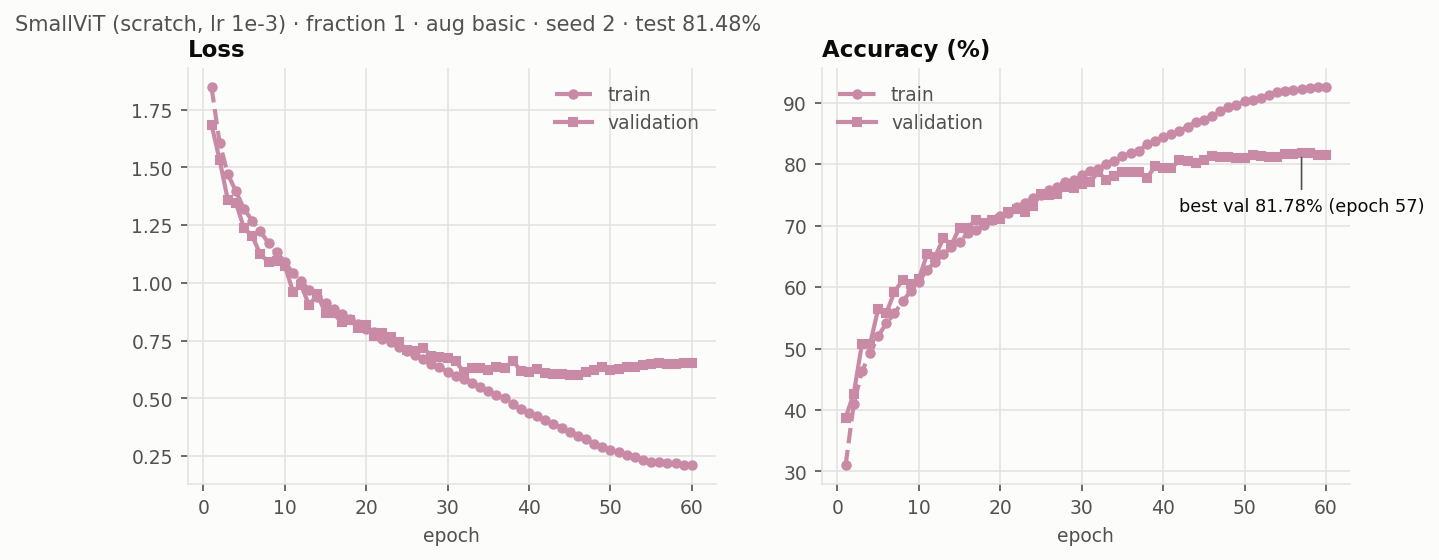 SmallViT (scratch, lr 1e-3) · fraction 1 · aug basic · seed 2 · test 81.48%
Loss
train
validation
1.75
1.50
1.25
1.00
0.75
0.50
0.25
0 10 20 30 40 50 60
epoch
Accuracy (%)
train
validation
90
80
70
60
50
40
30
best val 81.78% (epoch 57)
0 10 20 30 40 50 60
epoch